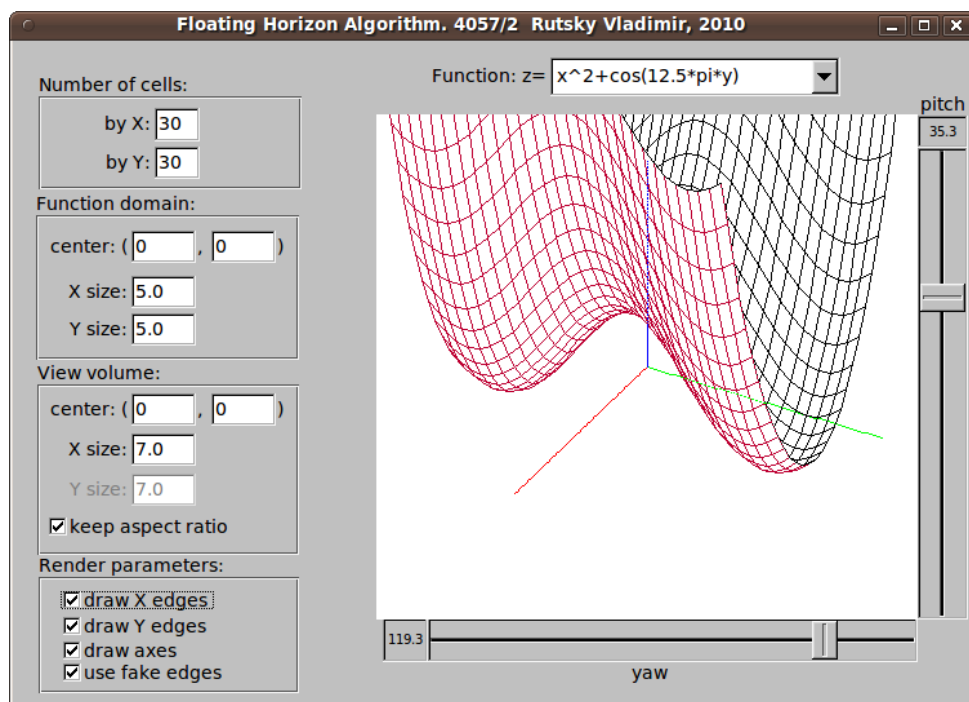 Floating Horizon Algorithm. 4057/2 Rutsky Vladimir, 2010
Function: z= x^2+cos(12.5*pi*y)
Number of cells:
by X: 30
by Y: 30
Function domain:
center: ( 0 , 0 )
X size: 5.0
Y size: 5.0
View volume:
center: ( 0 , 0 )
X size: 7.0
Y size: 7.0
keep aspect ratio
Render parameters:
draw X edges
draw Y edges
draw axes
use fake edges
pitch
35.3
119.3
yaw